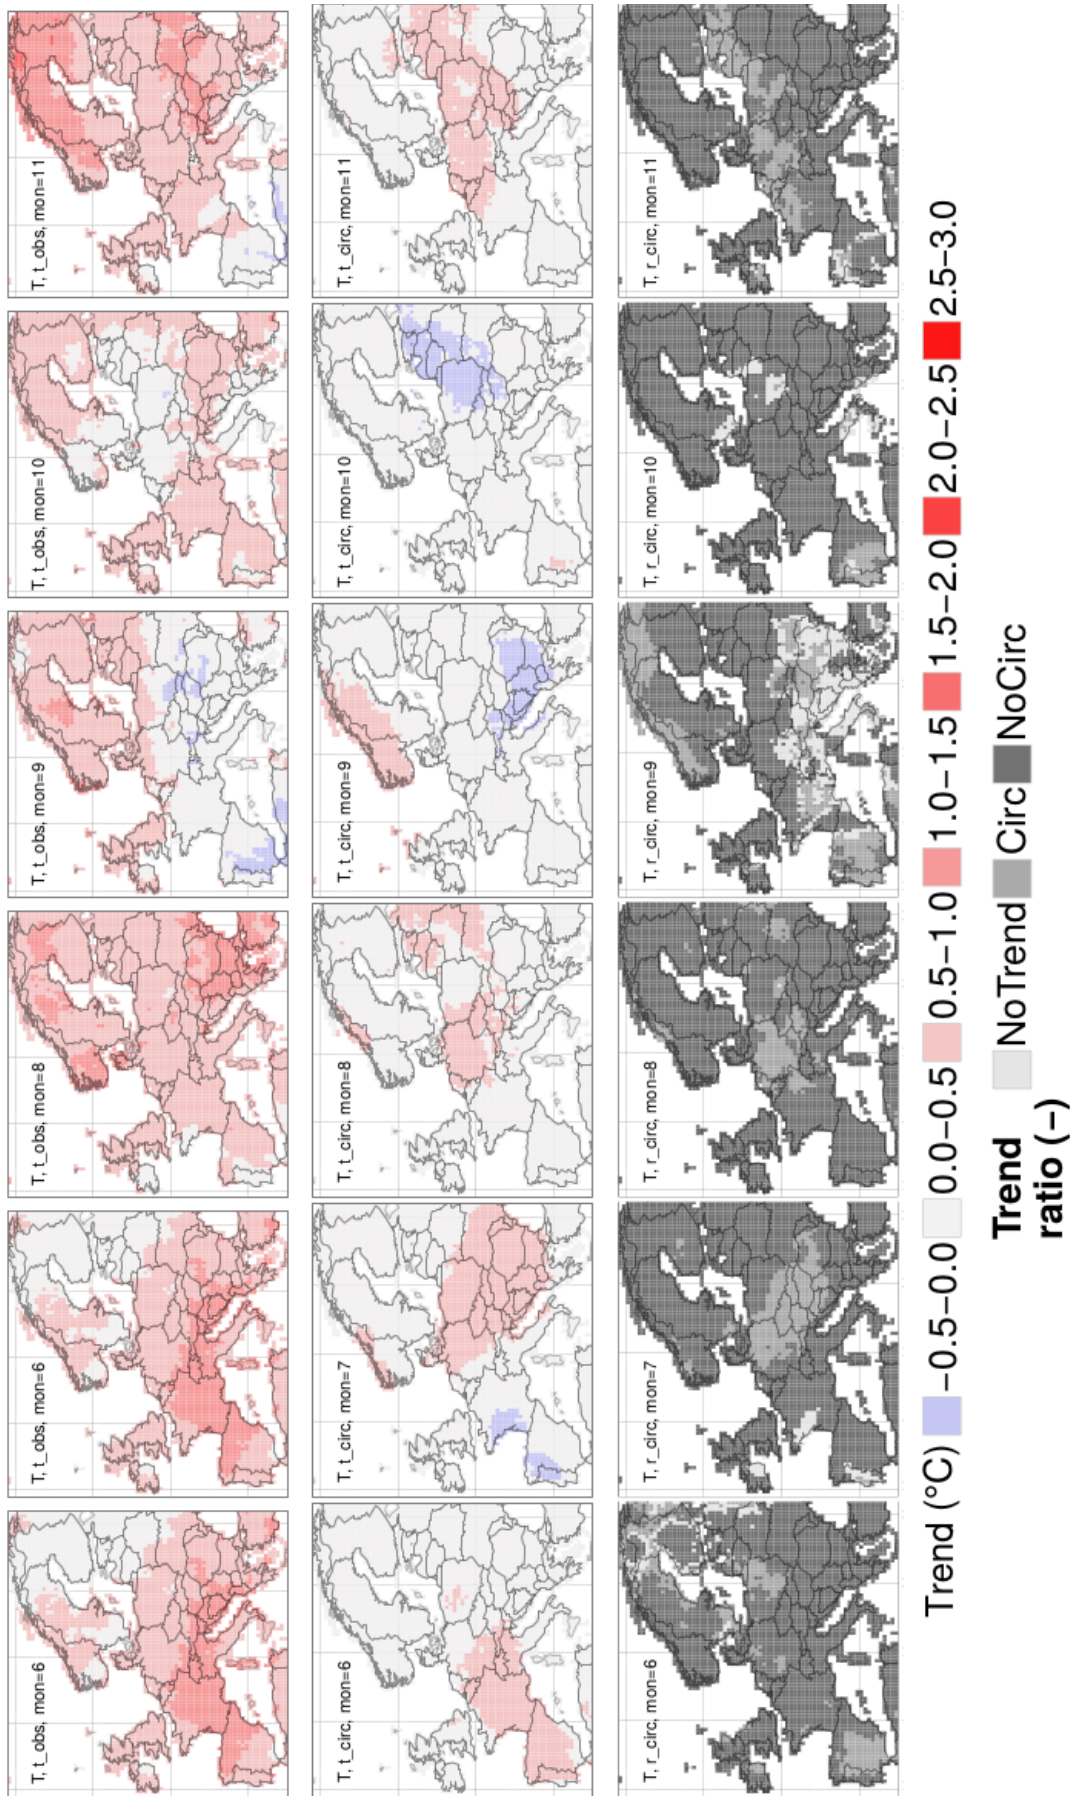 T, t_obs, mon=6
T, t_obs, mon=6
T, t_obs, mon=8
T, t_obs, mon=9
T, t_obs, mon=10
T, t_obs, mon=11
T, t_circ, mon=6
T, t_circ, mon=7
T, t_circ, mon=8
T, t_circ, mon=9
T, t_circ, mon=10
T, t_circ, mon=11
T, r_circ, mon=6
T, r_circ, mon=7
T, r_circ, mon=8
T, r_circ, mon=9
T, r_circ, mon=10
T, r_circ, mon=11
Trend (°C) −0.5−0.0 0.0−0.5 0.5−1.0 1.0−1.5 1.5−2.0 2.0−2.5 2.5−3.0
Trend
ratio (−)
NoTrend Circ NoCirc